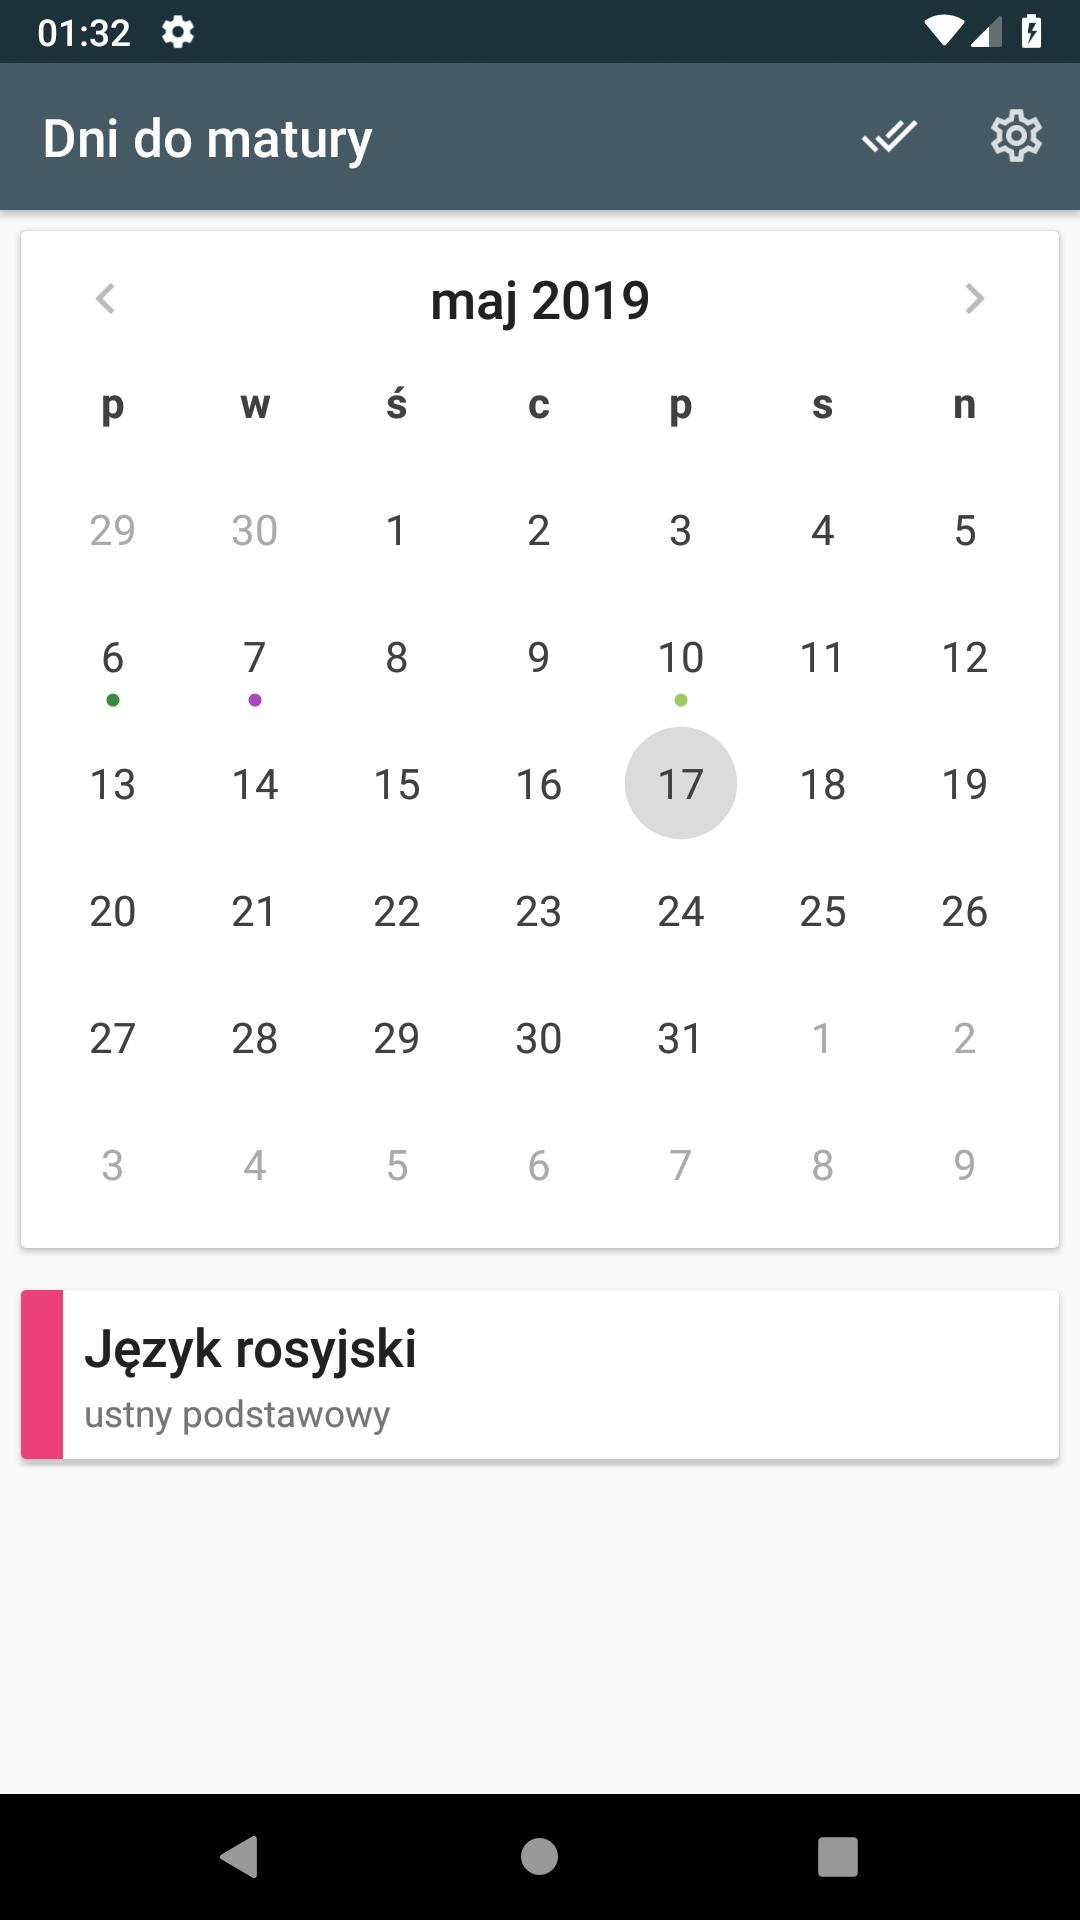 01:32
Dni do matury
maj 2019
p w ś c p s n
29 30 1 2 3 4 5
6 7 8 9 10 11 12
13 14 15 16 17 18 19
20 21 22 23 24 25 26
27 28 29 30 31 1 2
3 4 5 6 7 8 9
Język rosyjski
ustny podstawowy